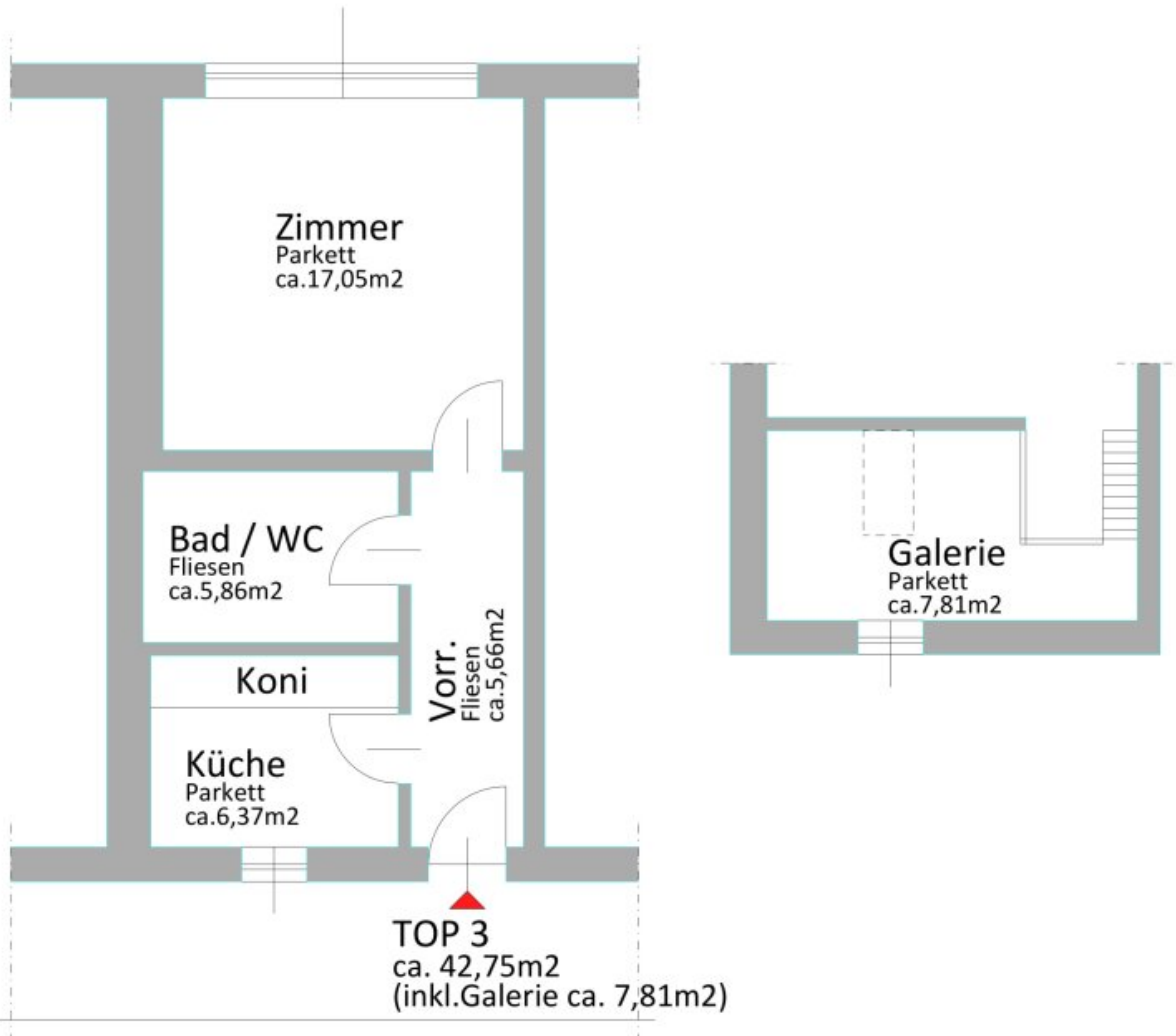 Zimmer
Parkett
ca.17,05m2
Bad / WC
Fliesen
ca.5,86m2
Vorr.
Fliesen
ca.5,66m2
Koni
Küche
Parkett
ca.6,37m2
Galerie
Parkett
ca.7,81m2
TOP 3
ca. 42,75m2
(inkl.Galerie ca. 7,81m2)